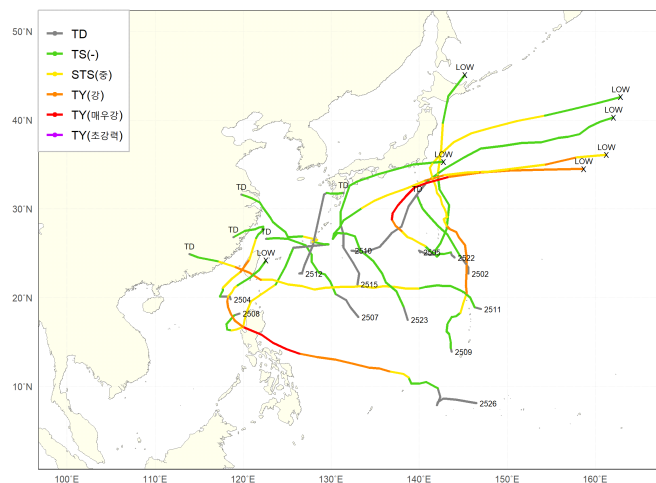 50˚N
TD
TS(-)
STS(중)
TY(강)
TY(매우강)
TY(초강력)
LOW
X
LOW
X
LOW
X
40˚N
LOW
X
LOW
X
LOW
X
TD
TD
TD
30˚N
TD
TD
TD
LOW
X
2510
2505
2522
2512
2515
2502
20˚N
2504
2508
2507
2523
2511
2509
10˚N
2526
00˚N
100˚E
110˚E
120˚E
130˚E
140˚E
150˚E
160˚E